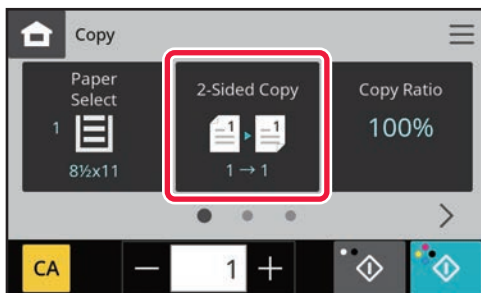 Copy
Paper
Select
1
8½x11
2-Sided Copy
1 1
1 → 1
Copy Ratio
100%
CA
1